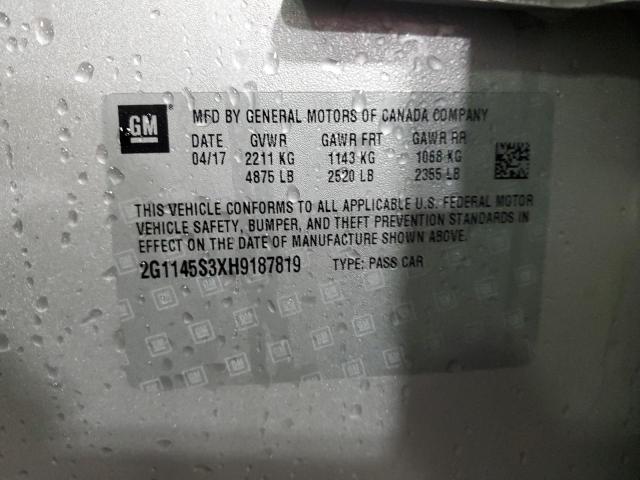 GM
MFD BY GENERAL MOTORS OF CANADA COMPANY
DATE GVWR GAWR FRT GAWR RR
04/17 2211 KG 1143 KG 1068 KG
4875 LB 2520 LB 2355 LB
THIS VEHICLE CONFORMS TO ALL APPLICABLE U.S. FEDERAL MOTOR
VEHICLE SAFETY, BUMPER, AND THEFT PREVENTION STANDARDS IN
EFFECT ON THE DATE OF MANUFACTURE SHOWN ABOVE.
2G1145S3XH9187819 TYPE: PASS CAR